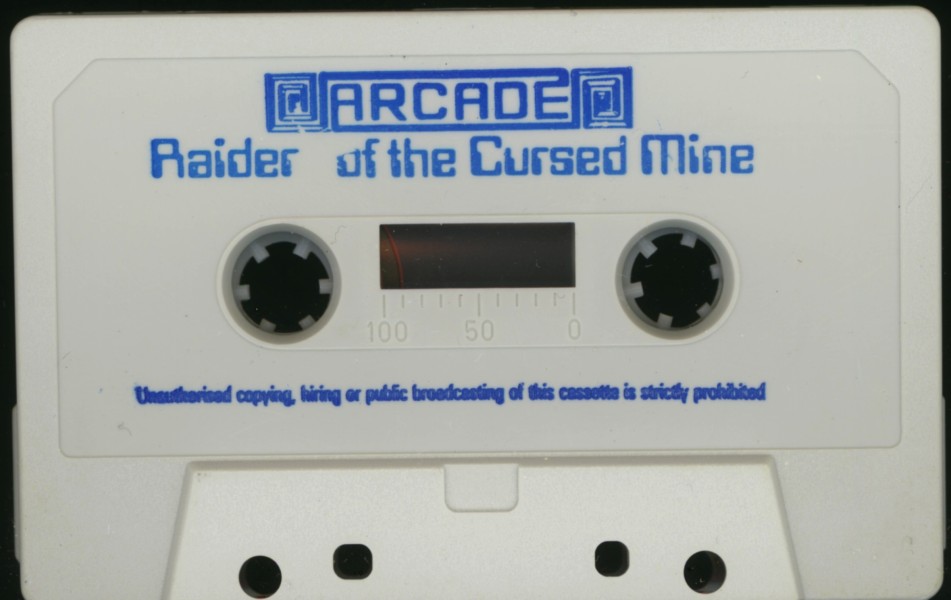 ARCADE
Raider of the Cursed Mine
100 50 0
Unauthorised copying, hiring or public broadcasting of this cassette is strictly prohibited